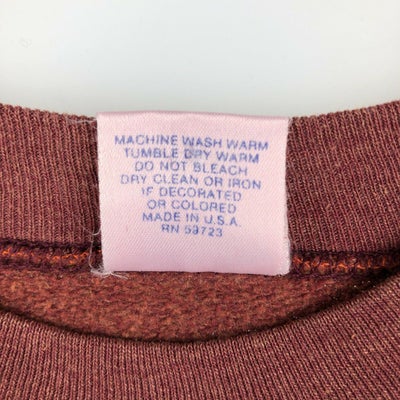 MACHINE WASH WARM
TUMBLE DRY WARM
DO NOT BLEACH
DRY CLEAN OR IRON
IF DECORATED
OR COLORED
MADE IN U.S.A.
RN 59723